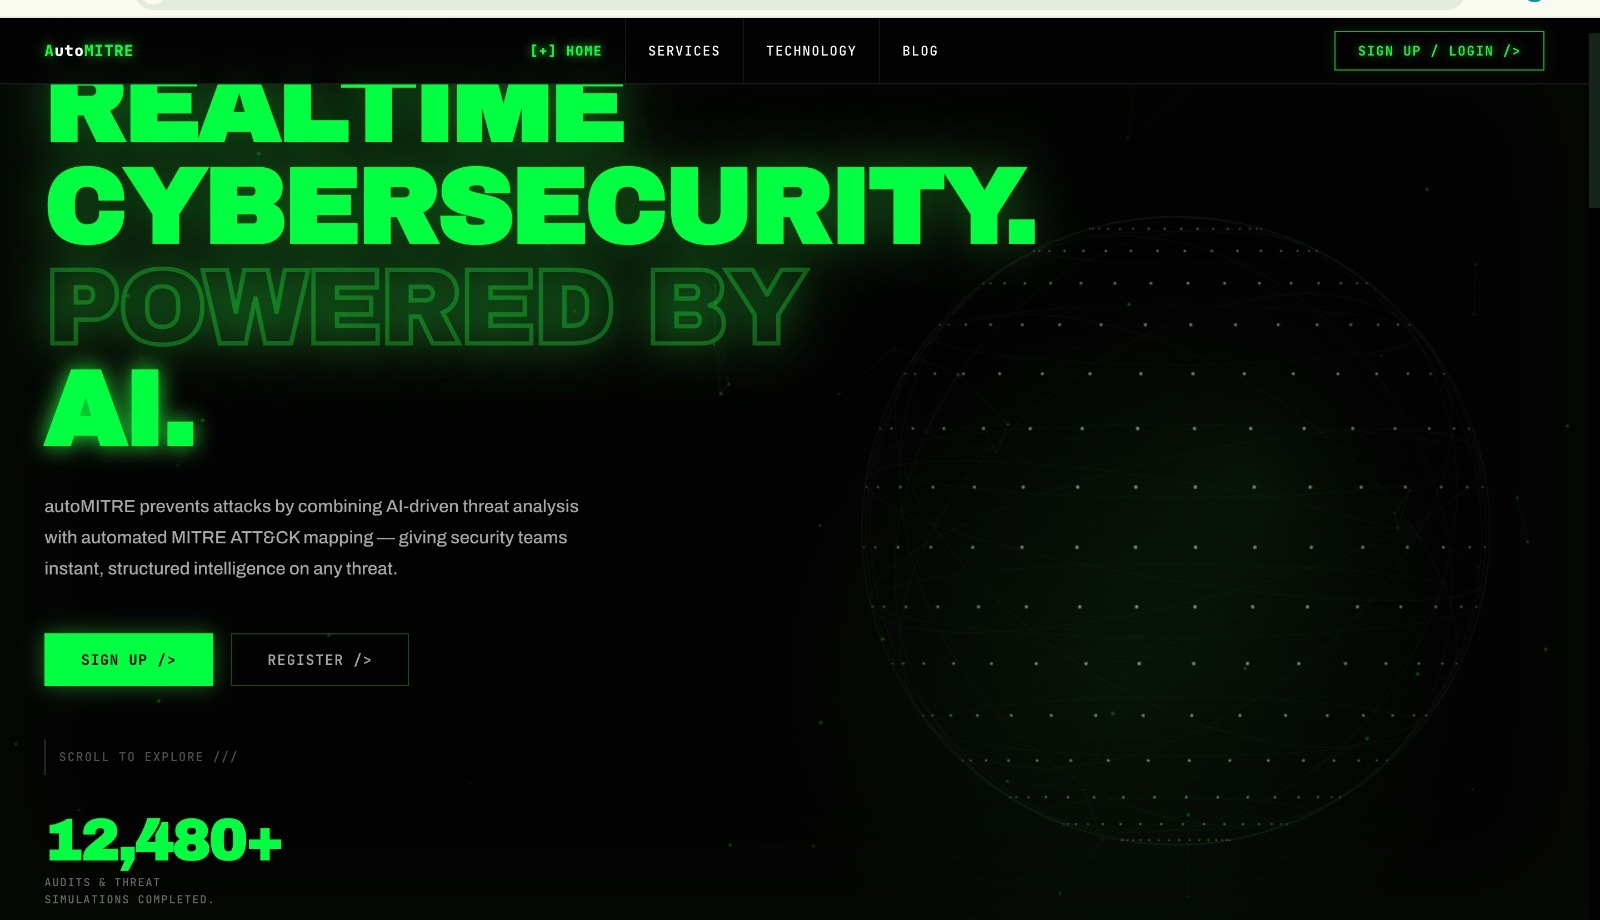 AutoMITRE
[+] HOME
SERVICES
TECHNOLOGY
BLOG
SIGN UP / LOGIN />
REALTIME
CYBERSECURITY.
POWERED BY
AI.
autoMITRE prevents attacks by combining AI-driven threat analysis
with automated MITRE ATT&CK mapping — giving security teams
instant, structured intelligence on any threat.
SIGN UP />
REGISTER />
SCROLL TO EXPLORE ///
12,480+
AUDITS & THREAT
SIMULATIONS COMPLETED.